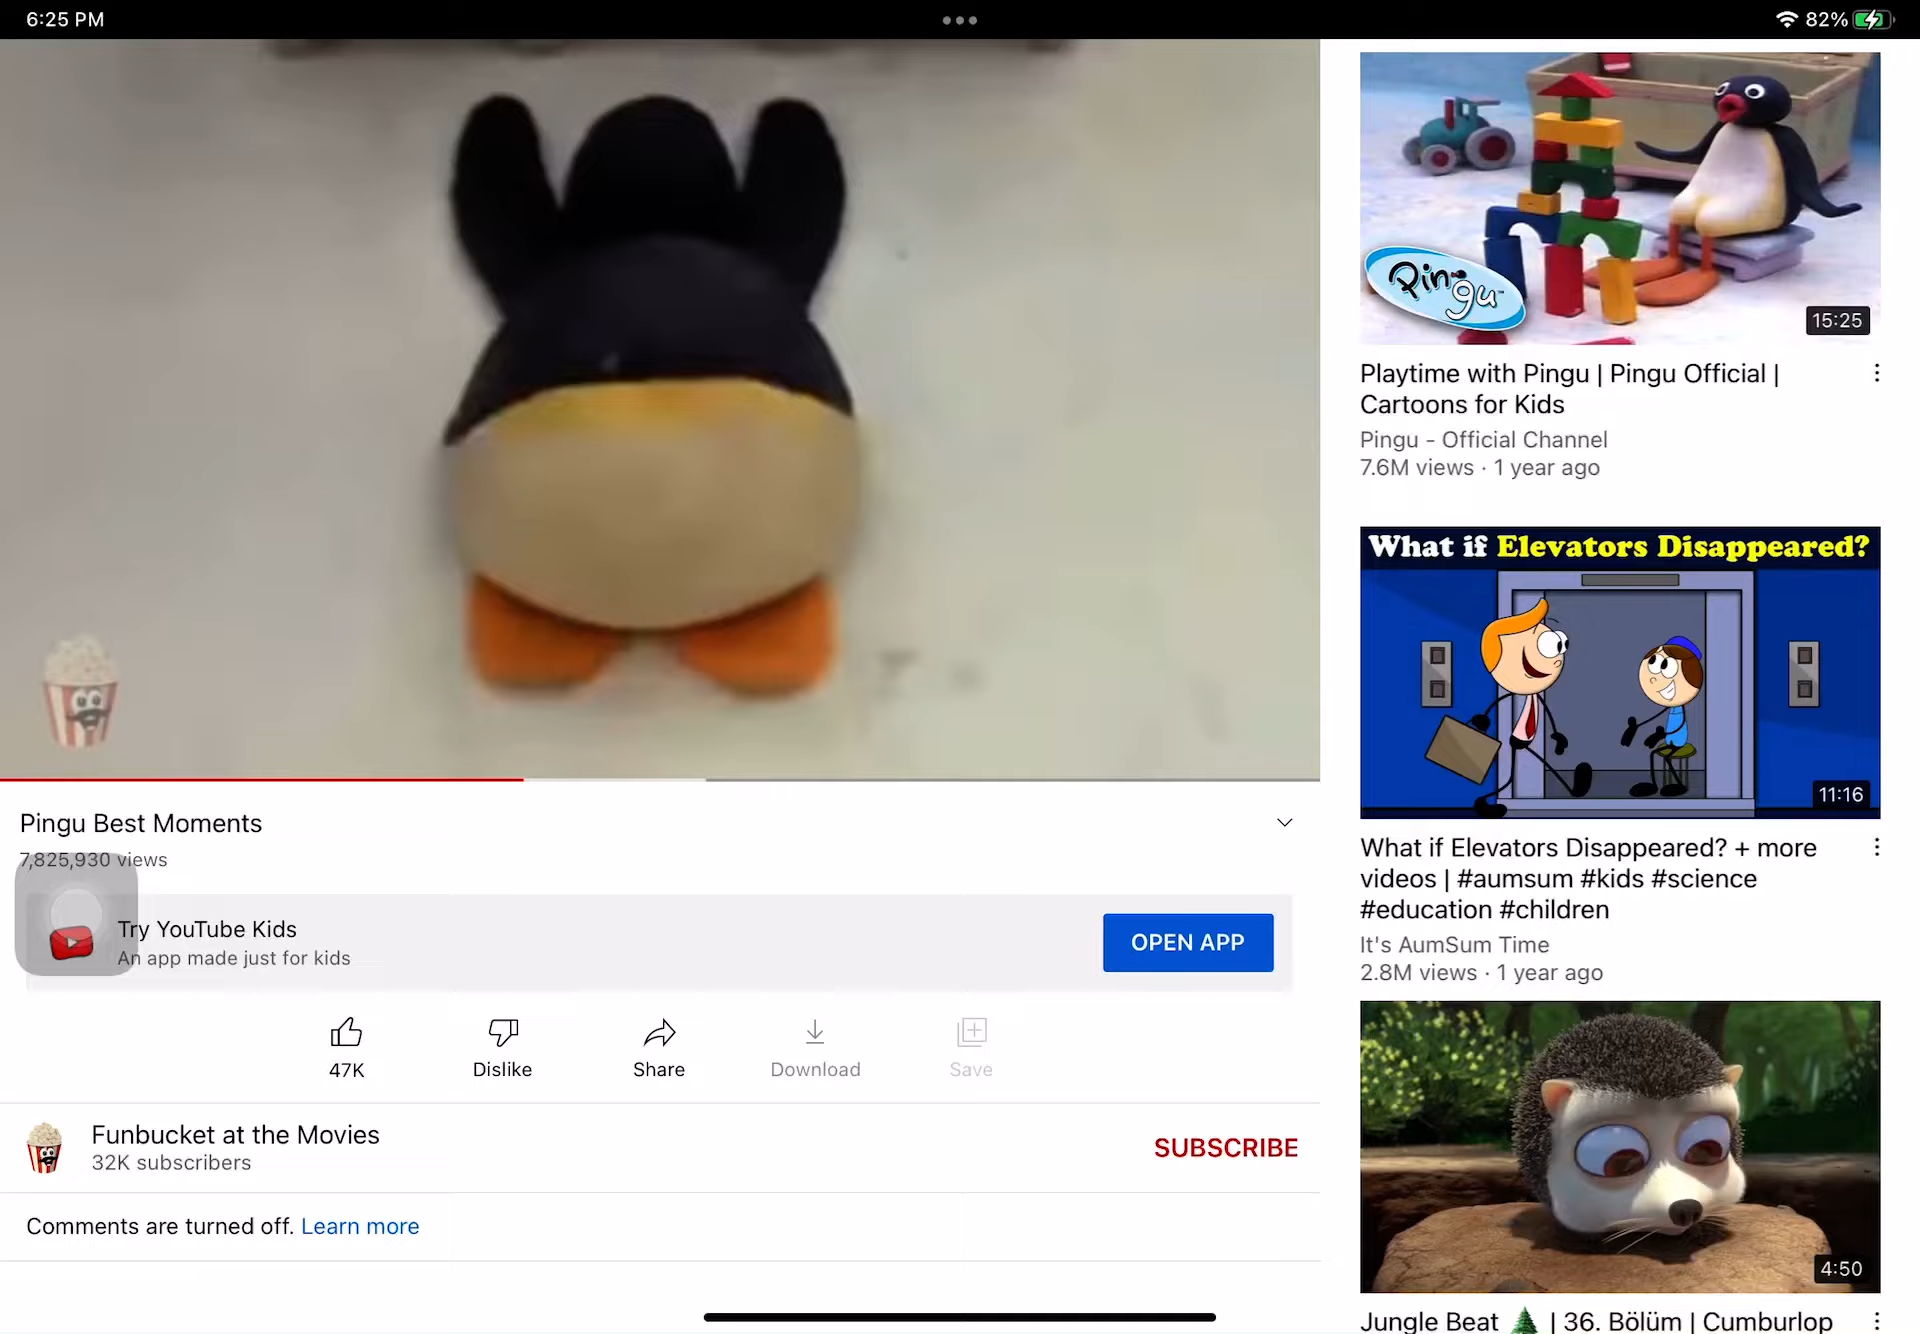 6:25 PM
82%
Pingu Best Moments
7,825,930 views
Try YouTube Kids
An app made just for kids
OPEN APP
47K
Dislike
Share
Download
Save
Funbucket at the Movies
32K subscribers
SUBSCRIBE
Comments are turned off. Learn more
Pingu™
15:25
Playtime with Pingu | Pingu Official |
Cartoons for Kids
Pingu - Official Channel
7.6M views · 1 year ago
What if Elevators Disappeared?
11:16
What if Elevators Disappeared? + more
videos | #aumsum #kids #science
#education #children
It's AumSum Time
2.8M views · 1 year ago
4:50
Jungle Beat 🌲 | 36. Bölüm | Cumburlop